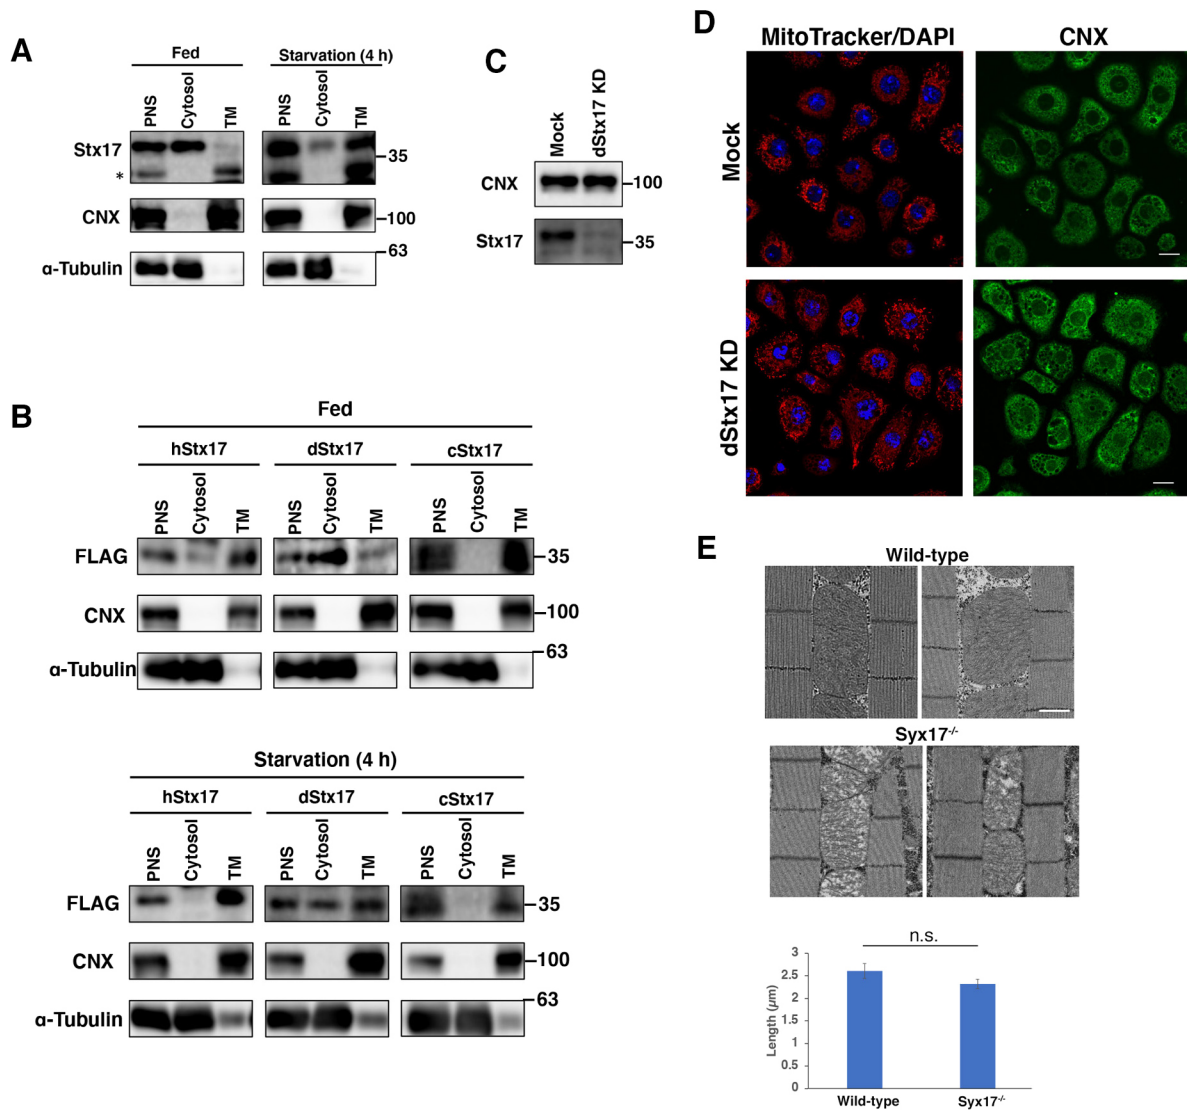 A
Fed
Starvation (4 h)
PNS
Cytosol
TM
PNS
Cytosol
TM
Stx17
*
35
CNX
100
63
α-Tubulin
B
Fed
hStx17
dStx17
cStx17
PNS
Cytosol
TM
PNS
Cytosol
TM
PNS
Cytosol
TM
FLAG
35
CNX
100
63
α-Tubulin
Starvation (4 h)
hStx17
dStx17
cStx17
PNS
Cytosol
TM
PNS
Cytosol
TM
PNS
Cytosol
TM
FLAG
35
CNX
100
63
α-Tubulin
C
Mock
dStx17 KD
CNX
100
Stx17
35
D
MitoTracker/DAPI
CNX
Mock
dStx17 KD
E
Wild-type
Syx17-/-
n.s.
Length (μm)
3
2.5
2
1.5
1
0.5
0
Wild-type
Syx17-/-